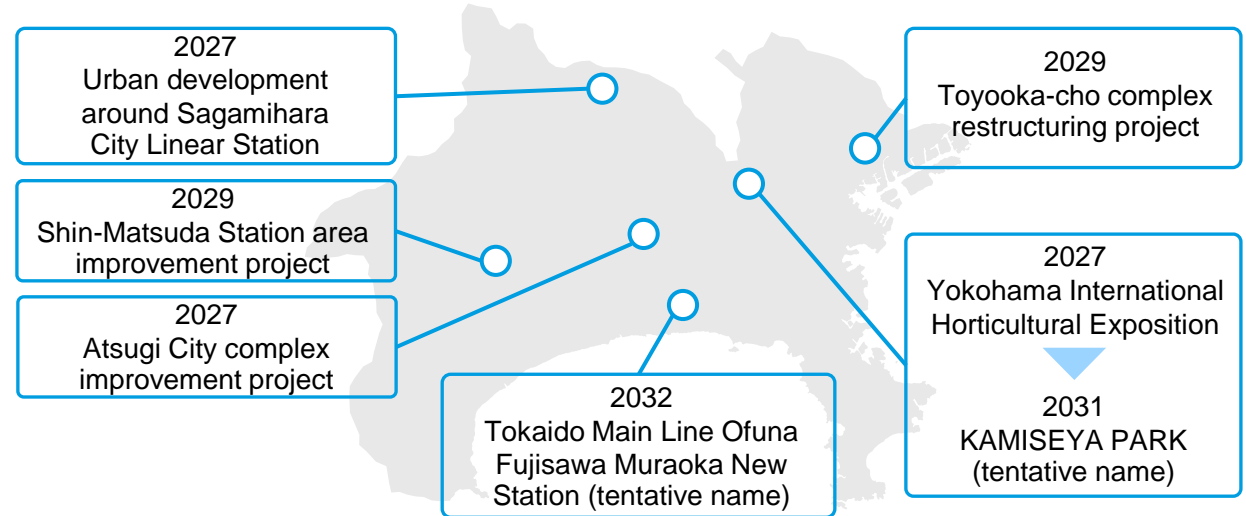 2027
Urban development
around Sagamihara
City Linear Station
2029
Shin-Matsuda Station area
improvement project
2027
Atsugi City complex
improvement project
2032
Tokaido Main Line Ofuna
Fujisawa Muraoka New
Station (tentative name)
2029
Toyooka-cho complex
restructuring project
2027
Yokohama International
Horticultural Exposition
2031
KAMISEYA PARK
(tentative name)